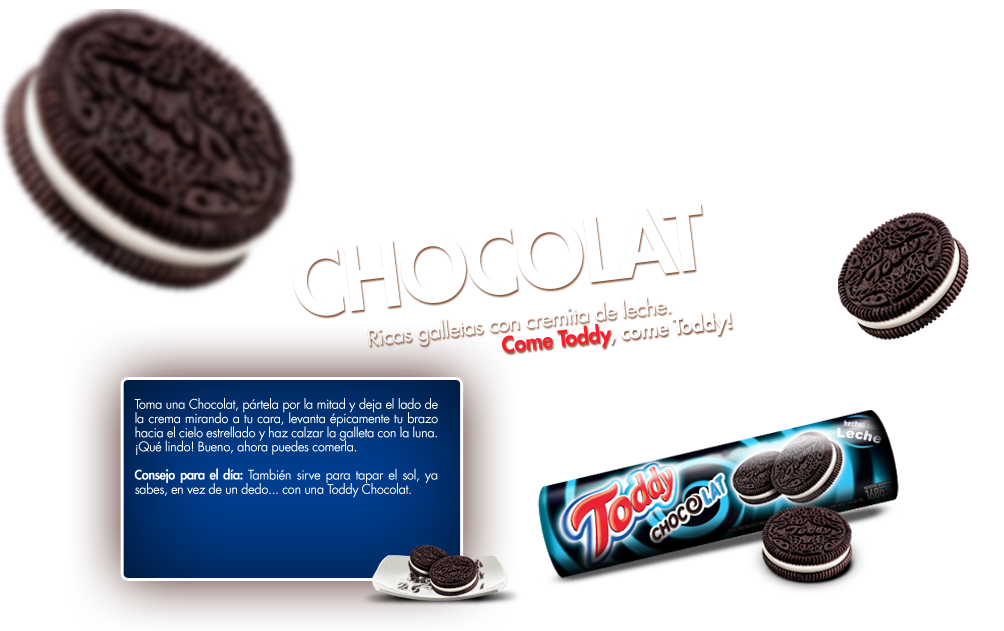 CHOCOLAT
Ricas galletas con cremita de leche.
Come Toddy, come Toddy!
Toma una Chocolat, pártela por la mitad y deja el lado de
la crema mirando a tu cara, levanta épicamente tu brazo
hacia el cielo estrellado y haz calzar la galleta con la luna.
¡Qué lindo! Bueno, ahora puedes comerla.
Consejo para el día: También sirve para tapar el sol, ya
sabes, en vez de un dedo... con una Toddy Chocolat.
Toddy
Toddy
CHOCOLAT
Leche
168g